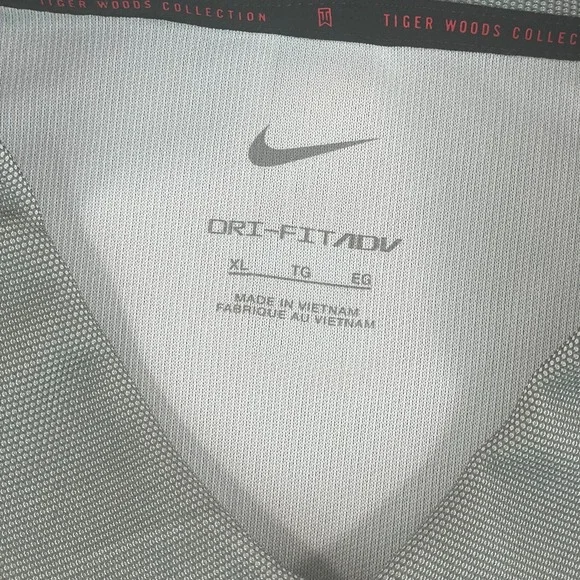 TIGER WOODS COLLECTION TIGER WOODS COLLEC
DRI-FIT ADV
XL TG EG
MADE IN VIETNAM
FABRIQUE AU VIETNAM